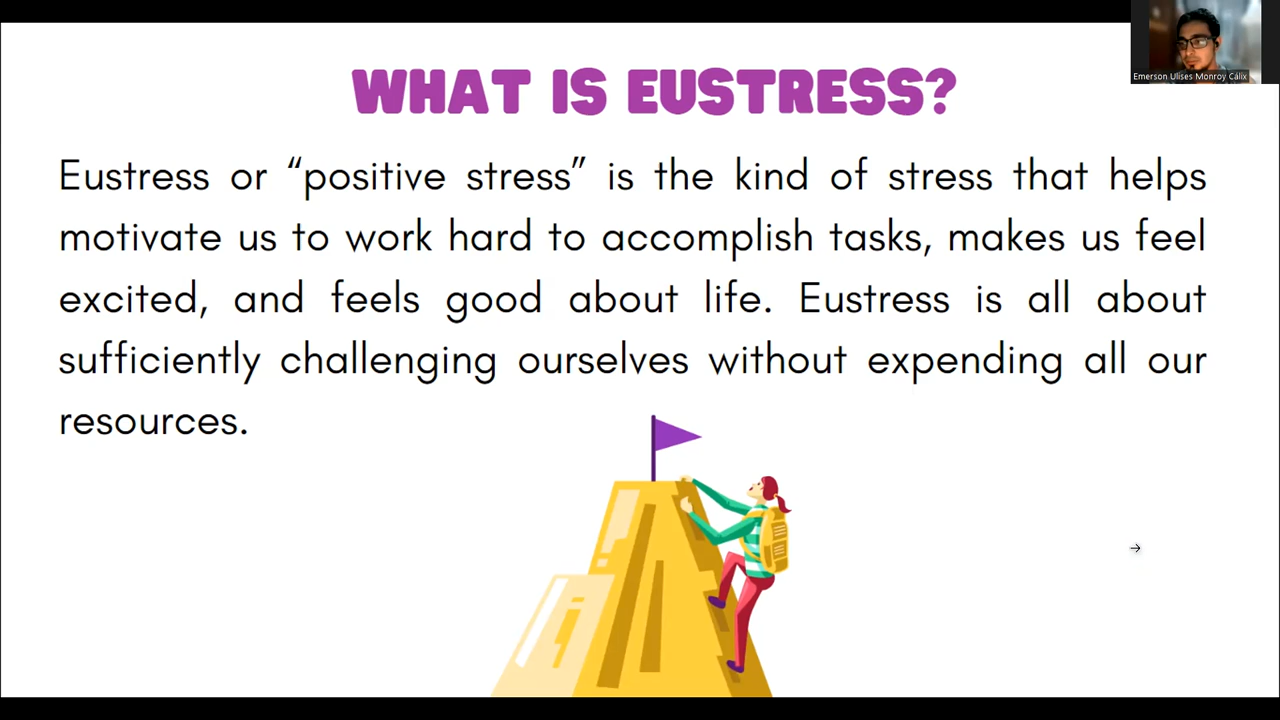 WHAT IS EUSTRESS?
Eustress or “positive stress” is the kind of stress that helps
motivate us to work hard to accomplish tasks, makes us feel
excited, and feels good about life. Eustress is all about
sufficiently challenging ourselves without expending all our
resources.
Emerson Ulises Monroy Cálix